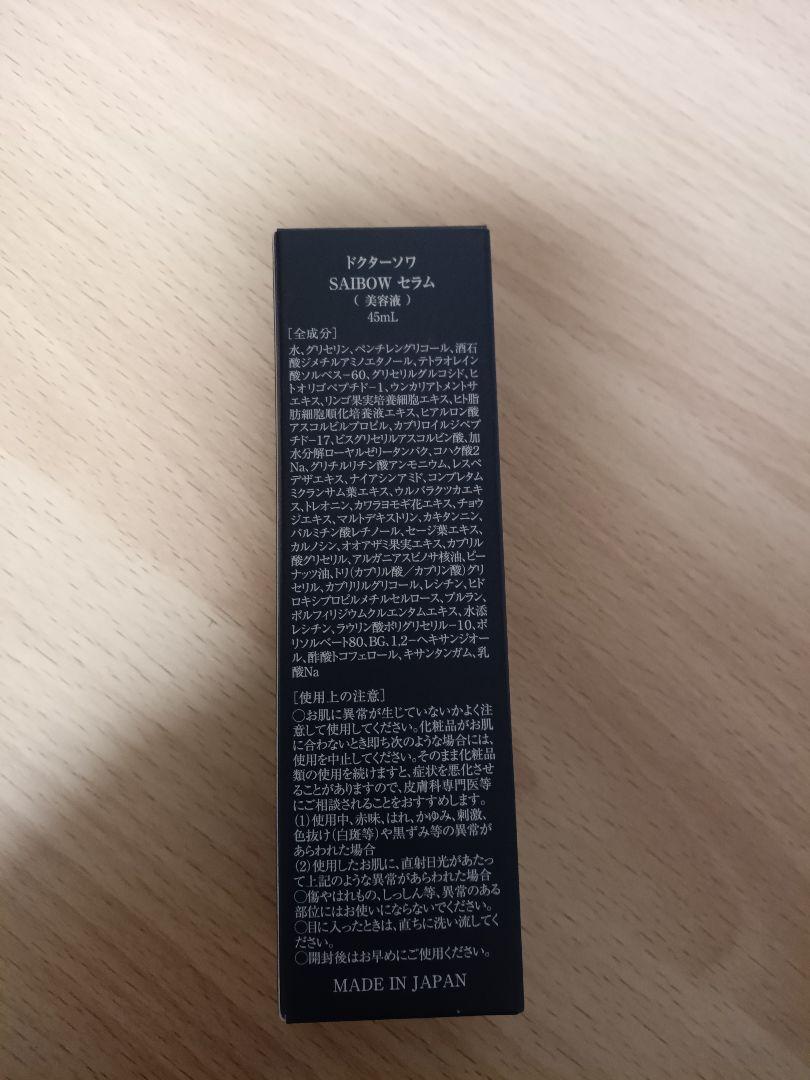 ドクターソワ
SAIBOW セラム
（ 美容液 ）
45mL
［全成分］
水、グリセリン、ペンチレングリコール、酒石
酸ジメチルアミノエタノール、テトラオレイン
酸ソルベス－60、グリセリルグルコシド、ヒ
トオリゴペプチド－1、ウンカリアトメントサ
エキス、リンゴ果実培養細胞エキス、ヒト脂
肪細胞順化培養液エキス、ヒアルロン酸
アスコルビルプロピル、カプリロイルジペプ
チド－17、ビスグリセリルアスコルビン酸、加
水分解ローヤルゼリータンパク、コハク酸2
Na、グリチルリチン酸アンモニウム、レスペ
デザエキス、ナイアシンアミド、コンブレタム
ミクランサム葉エキス、ウルバラクツカエキ
ス、トレオニン、カワラヨモギ花エキス、チョウ
ジエキス、マルトデキストリン、カキタンニン、
パルミチン酸レチノール、セージ葉エキス、
カルノシン、オオアザミ果実エキス、カプリル
酸グリセリル、アルガニアスピノサ核油、ピー
ナッツ油、トリ（カプリル酸／カプリン酸）グリ
セリル、カプリリルグリコール、レシチン、ヒド
ロキシプロピルメチルセルロース、プルラン、
ポルフィリジウムクルエンタムエキス、水添
レシチン、ラウリン酸ポリグリセリル－10、ポ
リソルベート80、BG、1,2－ヘキサンジオー
ル、酢酸トコフェロール、キサンタンガム、乳
酸Na
［使用上の注意］
○お肌に異常が生じていないかよく注
意して使用してください。化粧品がお肌
に合わないとき即ち次のような場合には、
使用を中止してください。そのまま化粧品
類の使用を続けますと、症状を悪化させ
ることがありますので、皮膚科専門医等
にご相談されることをおすすめします。
（1）使用中、赤味、はれ、かゆみ、刺激、
色抜け（白斑等）や黒ずみ等の異常が
あらわれた場合
（2）使用したお肌に、直射日光があたっ
て上記のような異常があらわれた場合
○傷やはれもの、しっしん等、異常のある
部位にはお使いにならないでください。
○目に入ったときは、直ちに洗い流してく
ださい。
○開封後はお早めにご使用ください。
MADE IN JAPAN